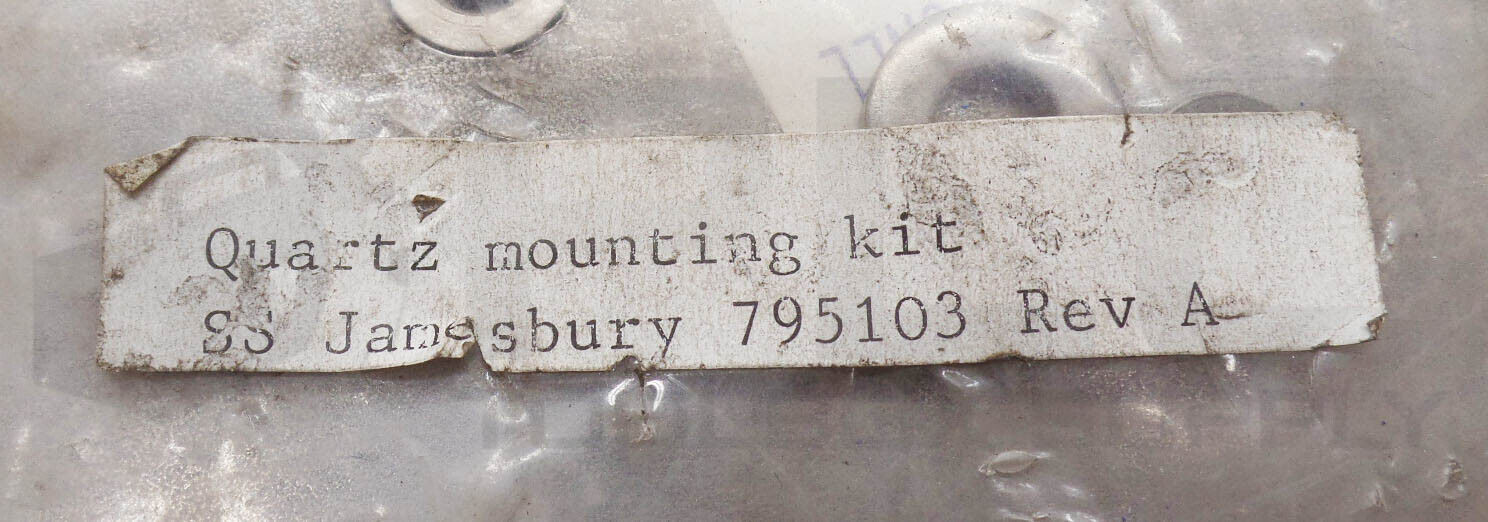 Quartz mounting kit
SS Jamesbury 795103 Rev A